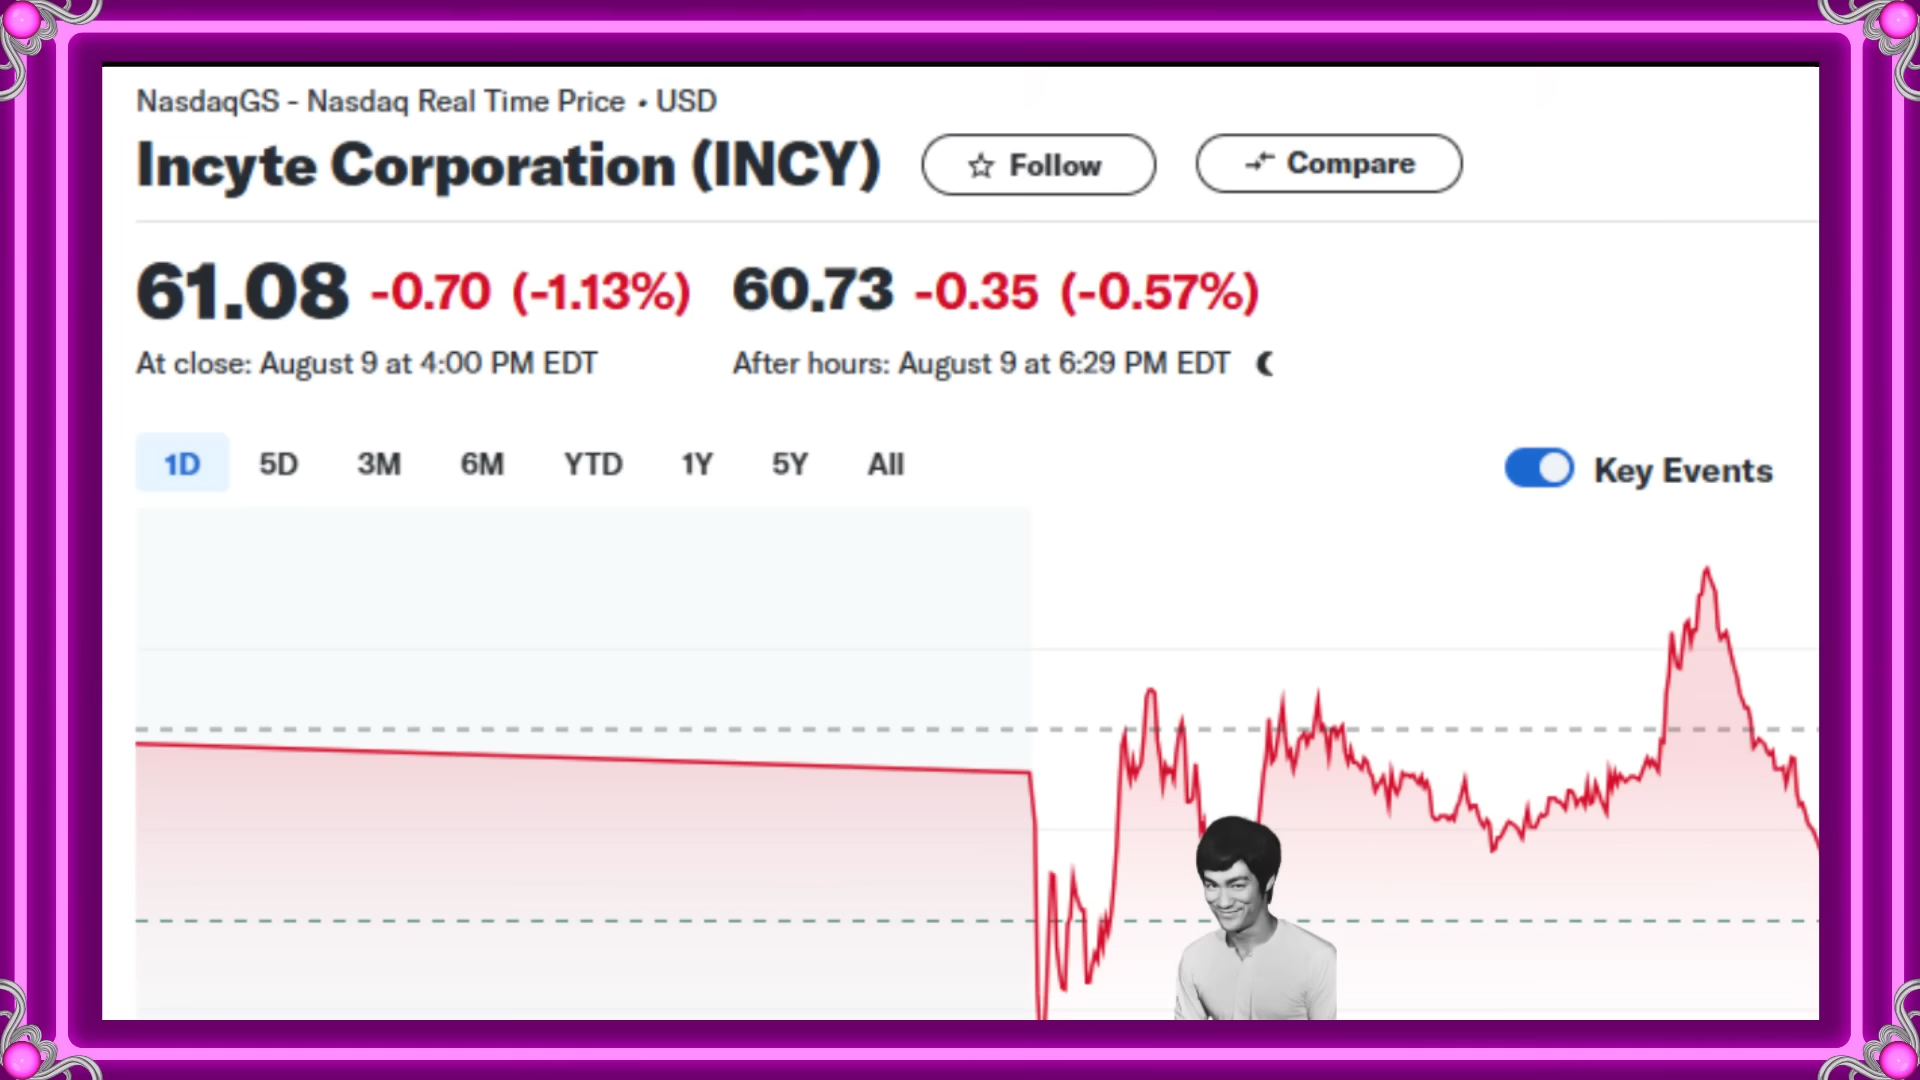 NasdaqGS - Nasdaq Real Time Price • USD
Incyte Corporation (INCY) Follow Compare
61.08 -0.70 (-1.13%) 60.73 -0.35 (-0.57%)
At close: August 9 at 4:00 PM EDT After hours: August 9 at 6:29 PM EDT
1D 5D 3M 6M YTD 1Y 5Y All Key Events